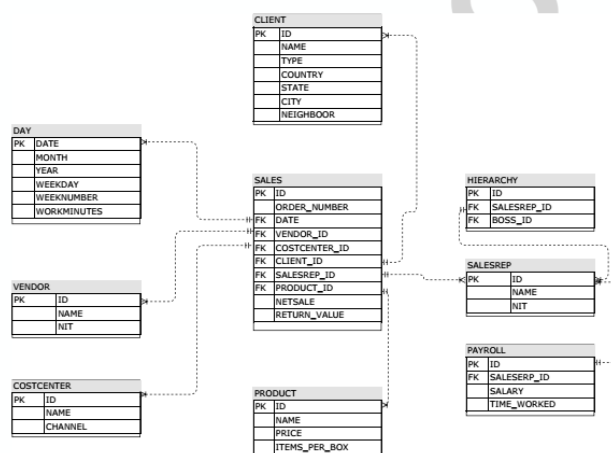 CLIENT
PK ID
NAME
TYPE
COUNTRY
STATE
CITY
NEIGHBOOR
DAY
PK DATE
MONTH
YEAR
WEEKDAY
WEEKNUMBER
WORKMINUTES
SALES
PK ID
ORDER_NUMBER
FK DATE
FK VENDOR_ID
FK COSTCENTER_ID
FK CLIENT_ID
FK SALESREP_ID
FK PRODUCT_ID
NETSALE
RETURN_VALUE
HIERARCHY
PK ID
FK SALESREP_ID
FK BOSS_ID
SALESREP
PK ID
NAME
NIT
VENDOR
PK ID
NAME
NIT
PAYROLL
PK ID
FK SALESERP_ID
SALARY
TIME_WORKED
COSTCENTER
PK ID
NAME
CHANNEL
PRODUCT
PK ID
NAME
PRICE
ITEMS_PER_BOX